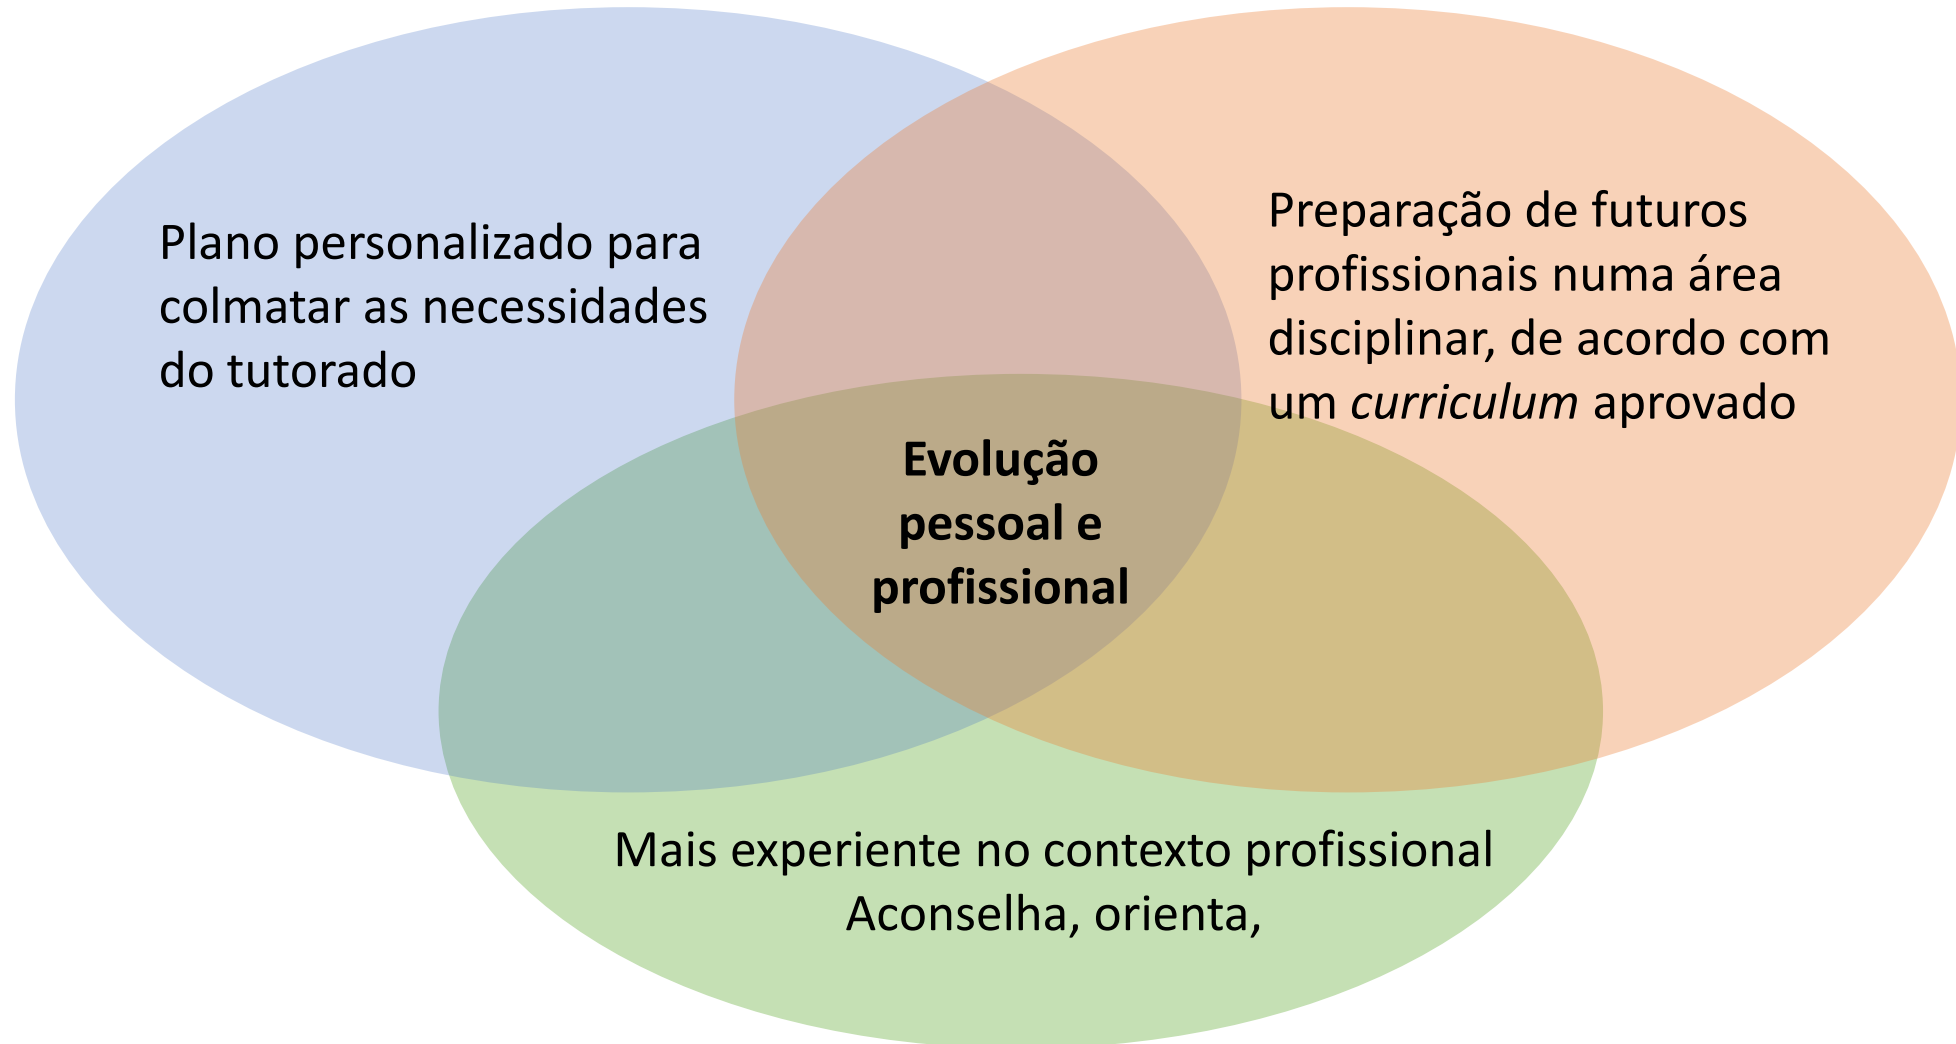 Plano personalizado para
colmatar as necessidades
do tutorado
Preparação de futuros
profissionais numa área
disciplinar, de acordo com
um curriculum aprovado
Evolução
pessoal e
profissional
Mais experiente no contexto profissional
Aconselha, orienta,